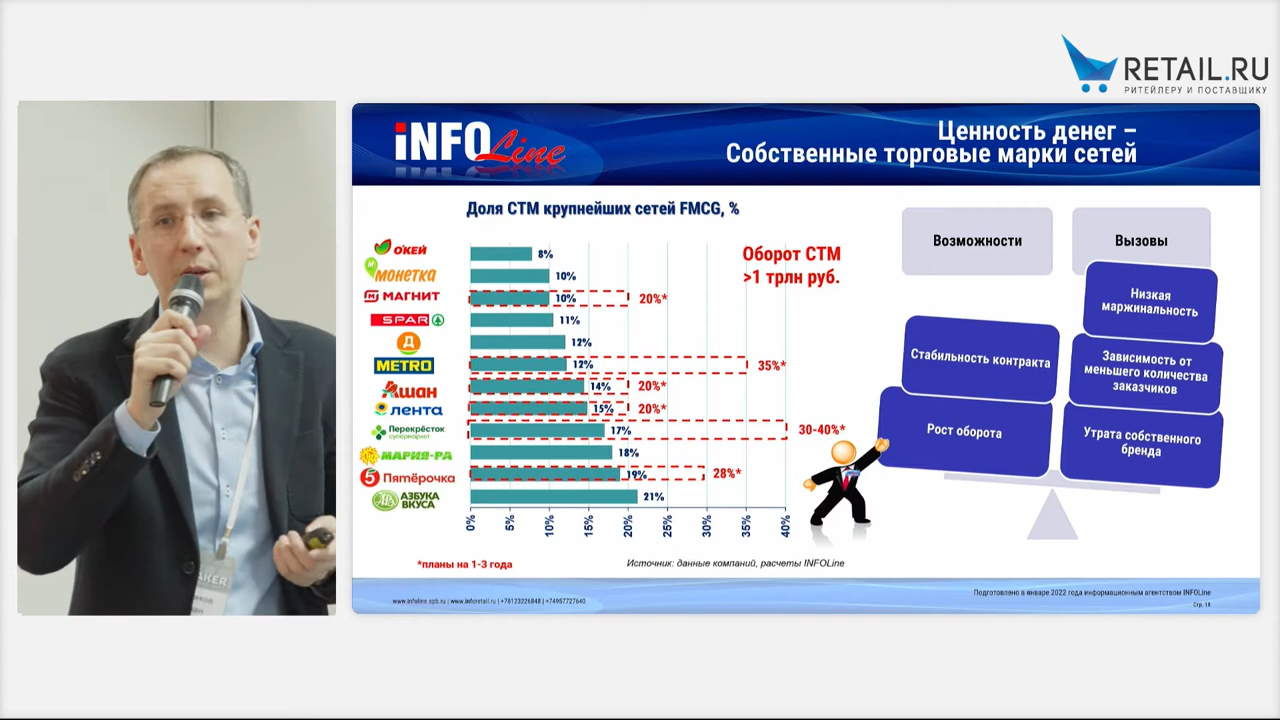 RETAIL.RU
РИТЕЙЛЕРУ И ПОСТАВЩИКУ
iNFO Line
Ценность денег –
Собственные торговые марки сетей
Доля СТМ крупнейших сетей FMCG, %
О'КЕЙ 8%
М МОНЕТКА 10%
М МАГНИТ 10% 20%*
SPAR 11%
Д 12%
METRO 12% 35%*
Ашан 14% 20%*
лента 15% 20%*
Перекрёсток супермаркет 17% 30-40%*
МАРИЯ-РА 18%
5 Пятёрочка 19% 28%*
АЗБУКА ВКУСА 21%
0% 5% 10% 15% 20% 25% 30% 35% 40%
Оборот СТМ
>1 трлн руб.
*планы на 1-3 года
Источник: данные компаний, расчеты INFOLine
Возможности
Стабильность контракта
Рост оборота
Вызовы
Низкая
маржинальность
Зависимость от
меньшего количества
заказчиков
Утрата собственного
бренда
www.infoline.spb.ru | www.inforetail.ru | +78123226848 | +74957727640
Подготовлено в январе 2022 года информационным агентством INFOLine
Стр. 18